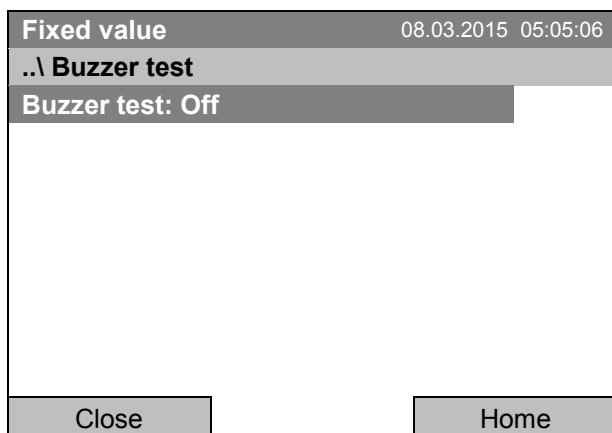 Fixed value 08.03.2015 05:05:06
..\ Buzzer test
Buzzer test: Off
Close Home